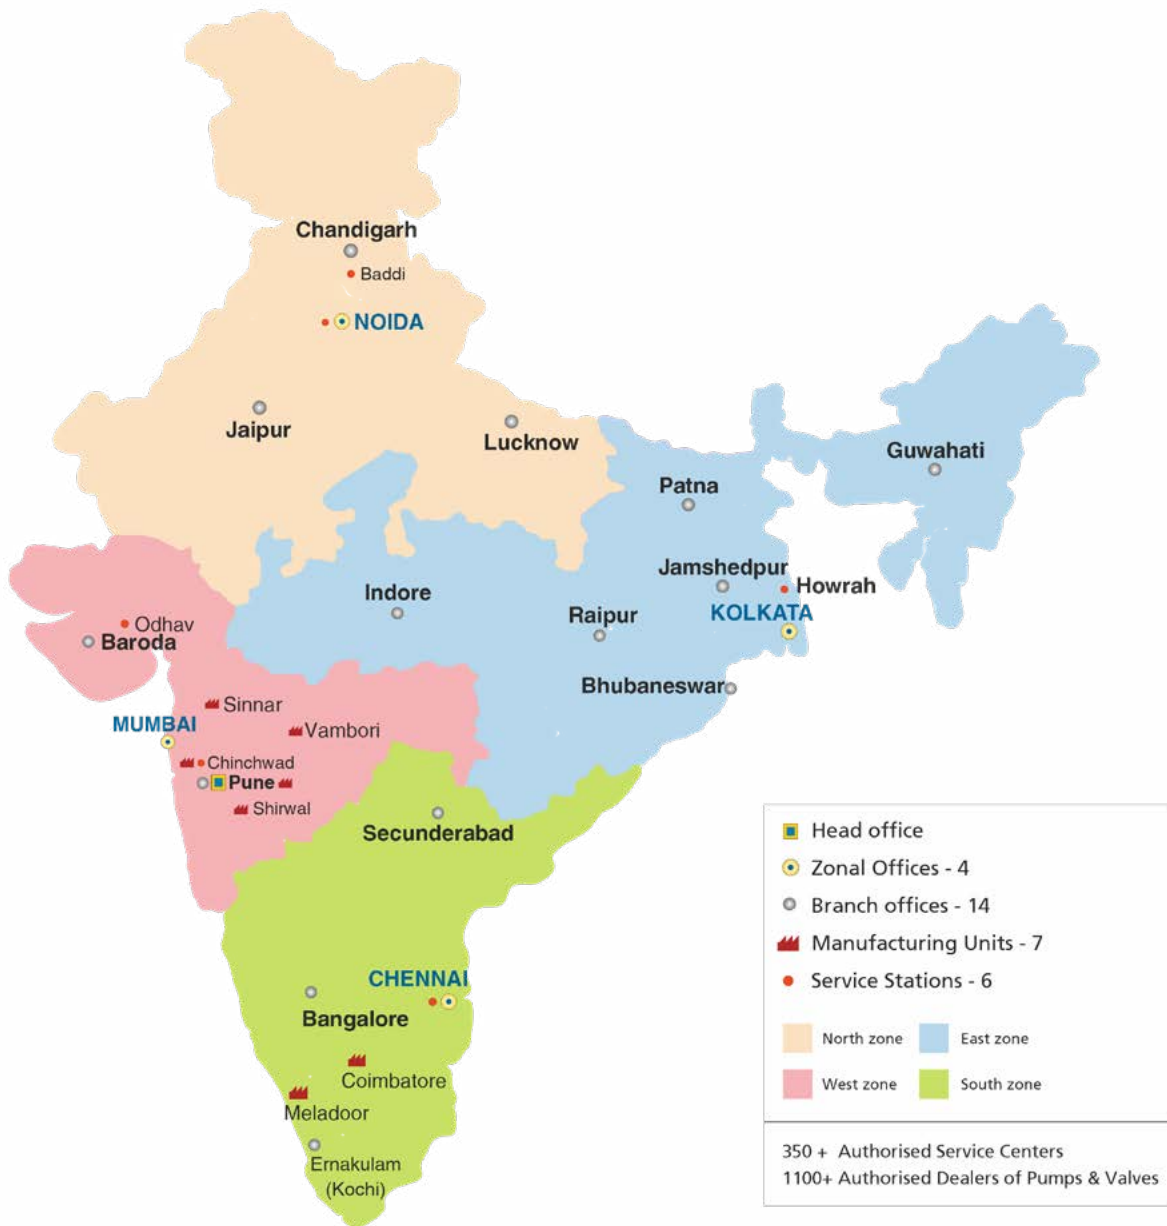 Chandigarh
Baddi
NOIDA
Jaipur
Lucknow
Guwahati
Patna
Jamshedpur
Howrah
Indore
Raipur
KOLKATA
Odhav
Baroda
Bhubaneswar
Sinnar
MUMBAI
Vambori
Chinchwad
Pune
Shirwal
Secunderabad
CHENNAI
Bangalore
Coimbatore
Meladoor
Ernakulam
(Kochi)
Head office
Zonal Offices - 4
Branch offices - 14
Manufacturing Units - 7
Service Stations - 6
North zone
East zone
West zone
South zone
350 + Authorised Service Centers
1100+ Authorised Dealers of Pumps & Valves